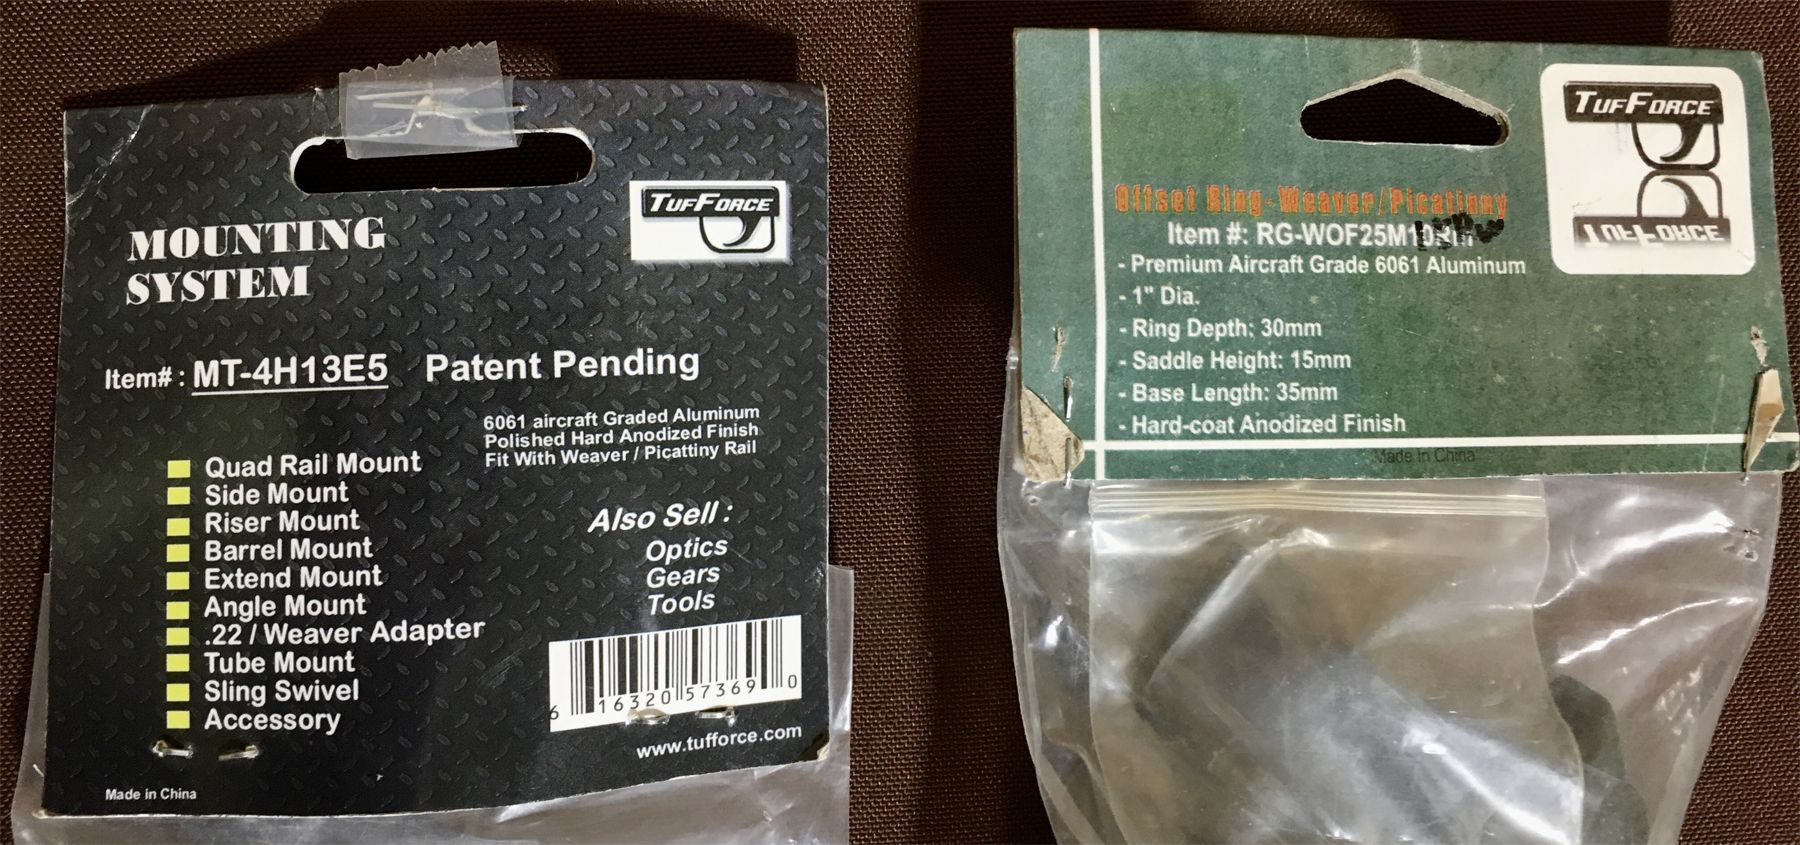 MOUNTING
SYSTEM
TUFFORCE
Item# : MT-4H13E5 Patent Pending
6061 aircraft Graded Aluminum
Polished Hard Anodized Finish
Fit With Weaver / Picattiny Rail
Quad Rail Mount
Side Mount
Riser Mount
Barrel Mount
Extend Mount
Angle Mount
.22 / Weaver Adapter
Tube Mount
Sling Swivel
Accessory
Also Sell :
Optics
Gears
Tools
6 16320 57369 0
www.tufforce.com
Made in China
TUFFORCE
TUFFORCE
Offset Ring - Weaver/Picatinny
Item #: RG-WOF25M10
- Premium Aircraft Grade 6061 Aluminum
- 1" Dia.
- Ring Depth: 30mm
- Saddle Height: 15mm
- Base Length: 35mm
- Hard-coat Anodized Finish
Made In China